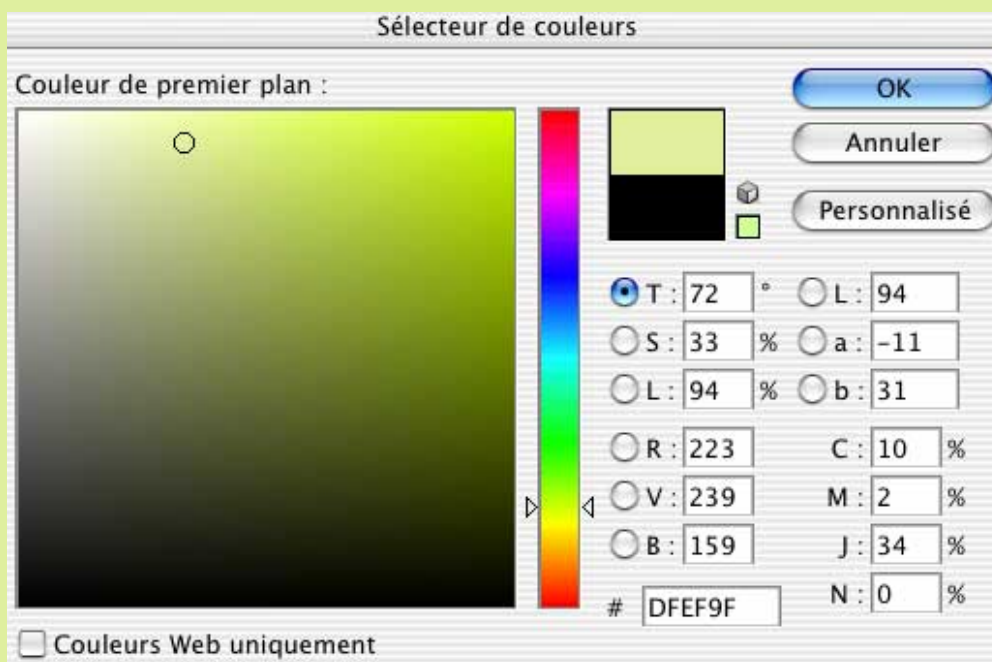 Sélecteur de couleurs
Couleur de premier plan :
OK
Annuler
Personnalisé
T : 72 °
L : 94
S : 33 %
a : -11
L : 94 %
b : 31
R : 223
C : 10 %
V : 239
M : 2 %
B : 159
J : 34 %
# DFEF9F
N : 0 %
Couleurs Web uniquement